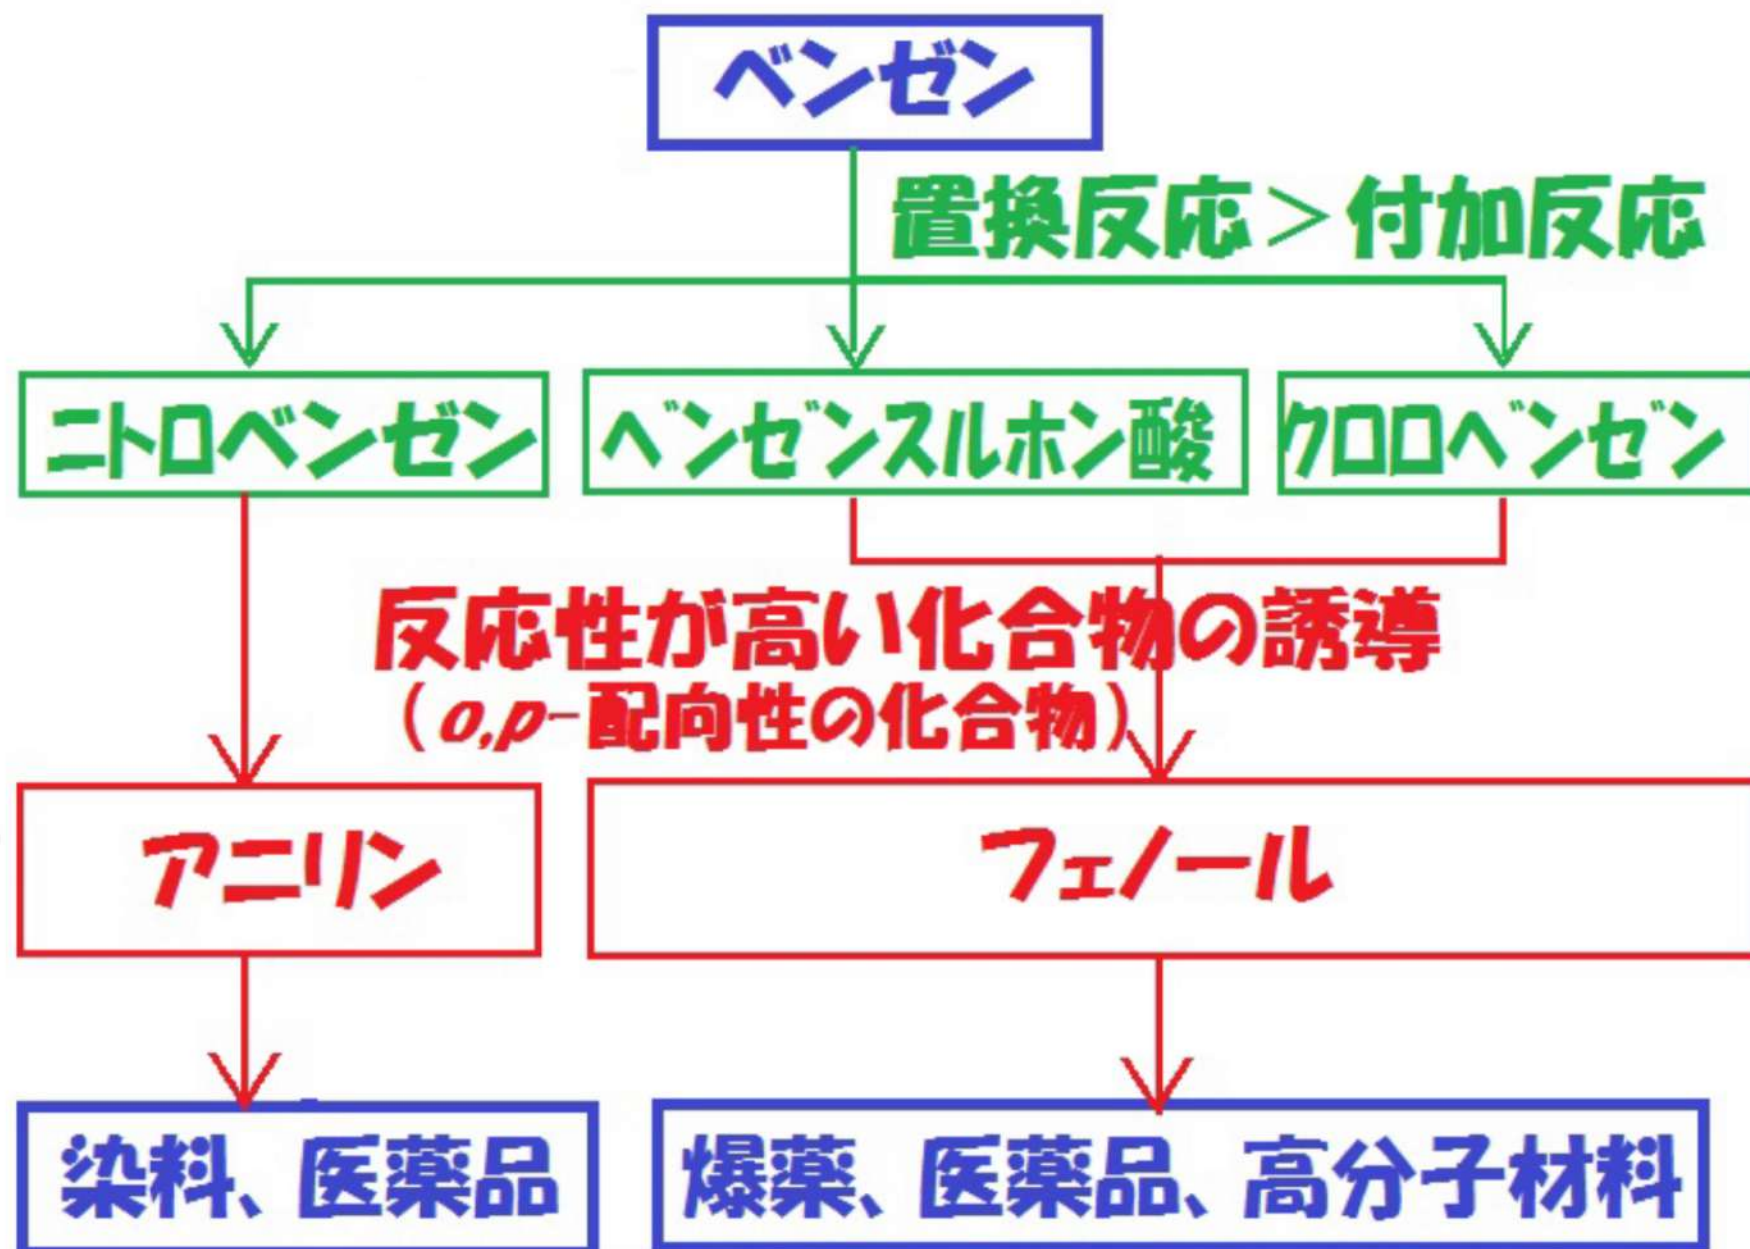 ベンゼン
置換反応＞付加反応
ニトロベンゼン
ベンゼンスルホン酸
クロロベンゼン
反応性が高い化合物の誘導
（o,p-配向性の化合物）
アニリン
フェノール
染料、医薬品
爆薬、医薬品、高分子材料